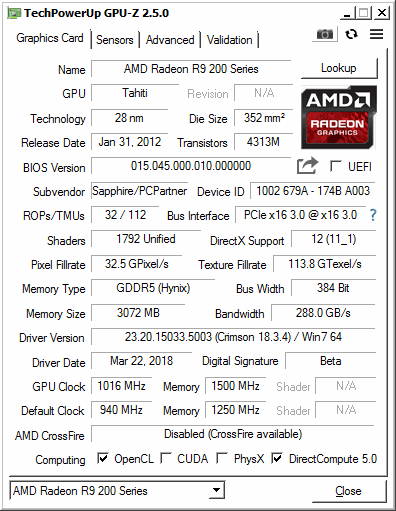 TechPowerUp GPU-Z 2.5.0
Graphics Card Sensors Advanced Validation
Name AMD Radeon R9 200 Series Lookup
GPU Tahiti Revision N/A
Technology 28 nm Die Size 352 mm²
Release Date Jan 31, 2012 Transistors 4313M
AMD
RADEON
GRAPHICS
BIOS Version 015.045.000.010.000000 UEFI
Subvendor Sapphire/PCPartner Device ID 1002 679A - 174B A003
ROPs/TMUs 32 / 112 Bus Interface PCIe x16 3.0 @ x16 3.0 ?
Shaders 1792 Unified DirectX Support 12 (11_1)
Pixel Fillrate 32.5 GPixel/s Texture Fillrate 113.8 GTexel/s
Memory Type GDDR5 (Hynix) Bus Width 384 Bit
Memory Size 3072 MB Bandwidth 288.0 GB/s
Driver Version 23.20.15033.5003 (Crimson 18.3.4) / Win7 64
Driver Date Mar 22, 2018 Digital Signature Beta
GPU Clock 1016 MHz Memory 1500 MHz Shader N/A
Default Clock 940 MHz Memory 1250 MHz Shader N/A
AMD CrossFire Disabled (CrossFire available)
Computing OpenCL CUDA PhysX DirectCompute 5.0
AMD Radeon R9 200 Series Close